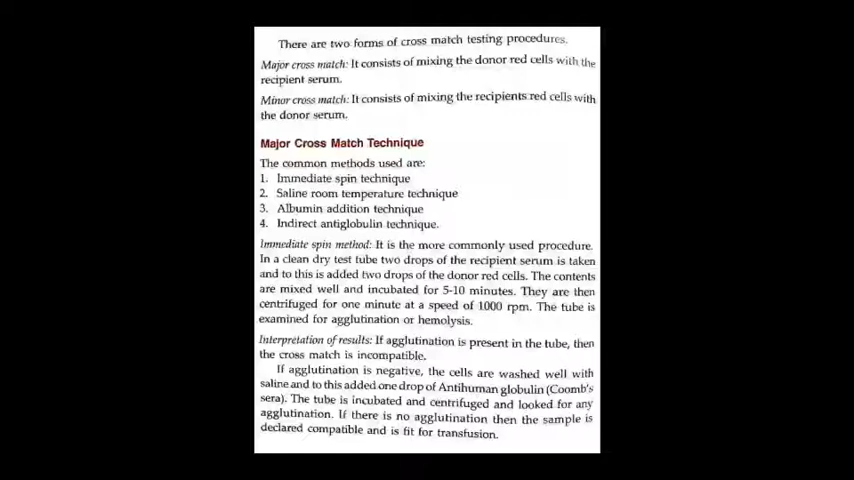 There are two forms of cross match testing procedures.
Major cross match: It consists of mixing the donor red cells with the
recipient serum.
Minor cross match: It consists of mixing the recipients red cells with
the donor serum.
Major Cross Match Technique
The common methods used are:
1. Immediate spin technique
2. Saline room temperature technique
3. Albumin addition technique
4. Indirect antiglobulin technique.
Immediate spin method: It is the more commonly used procedure.
In a clean dry test tube two drops of the recipient serum is taken
and to this is added two drops of the donor red cells. The contents
are mixed well and incubated for 5-10 minutes. They are then
centrifuged for one minute at a speed of 1000 rpm. The tube is
examined for agglutination or hemolysis.
Interpretation of results: If agglutination is present in the tube, then
the cross match is incompatible.
If agglutination is negative, the cells are washed well with
saline and to this added one drop of Antihuman globulin (Coomb's
sera). The tube is incubated and centrifuged and looked for any
agglutination. If there is no agglutination then the sample is
declared compatible and is fit for transfusion.